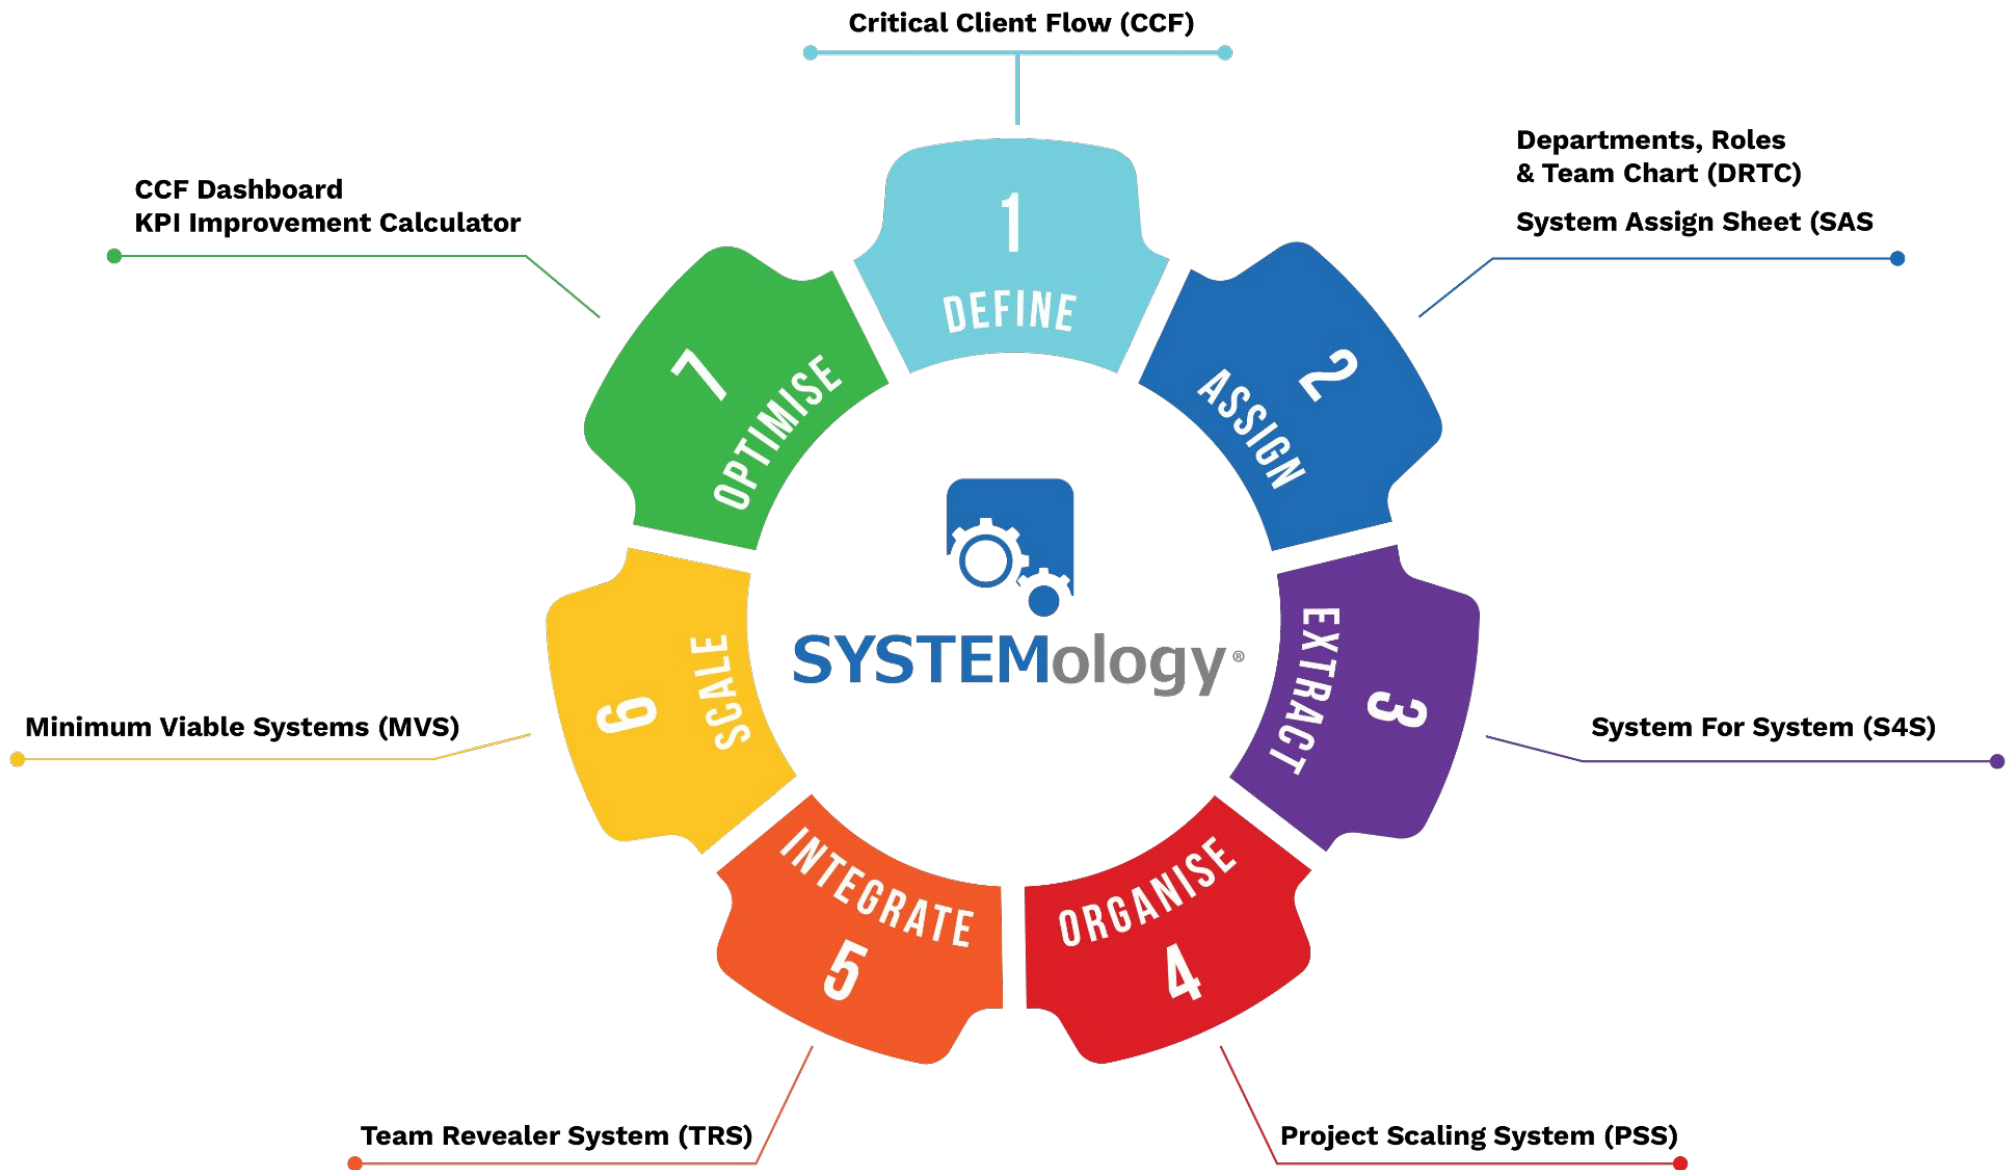 Critical Client Flow (CCF)
1
DEFINE
Departments, Roles
& Team Chart (DRTC)
System Assign Sheet (SAS
2
ASSIGN
3
EXTRACT
System For System (S4S)
ORGANISE
4
Project Scaling System (PSS)
INTEGRATE
5
Team Revealer System (TRS)
6
SCALE
Minimum Viable Systems (MVS)
CCF Dashboard
KPI Improvement Calculator
7
OPTIMISE
SYSTEMology®